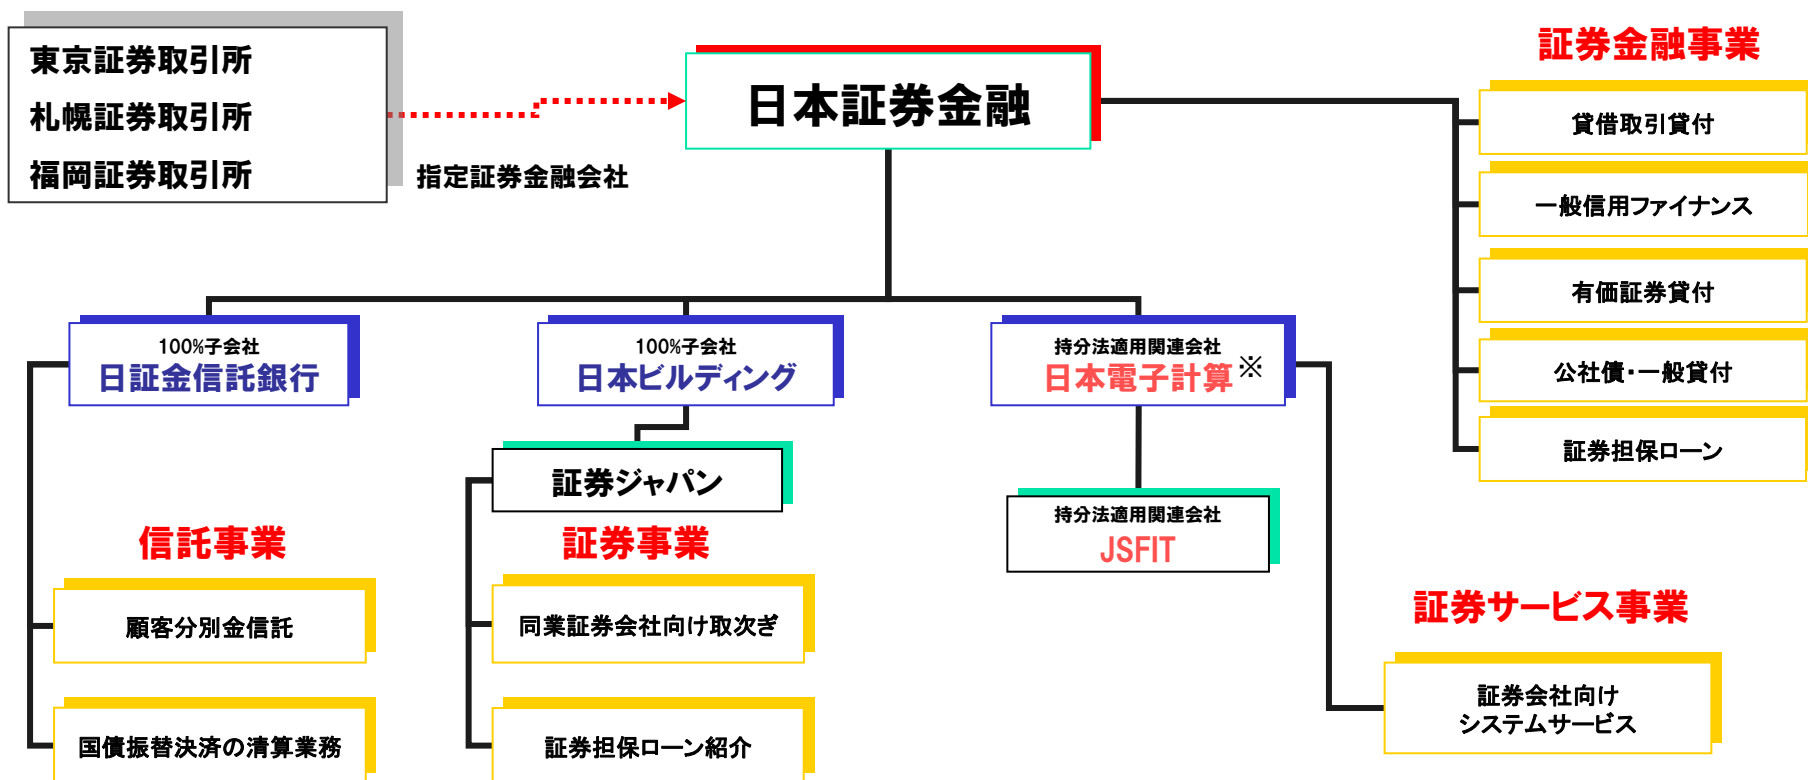 東京証券取引所
札幌証券取引所
福岡証券取引所
指定証券金融会社
日本証券金融
証券金融事業
貸借取引貸付
一般信用ファイナンス
有価証券貸付
公社債・一般貸付
証券担保ローン
100%子会社
日証金信託銀行
100%子会社
日本ビルディング
持分法適用関連会社
日本電子計算※
証券ジャパン
持分法適用関連会社
JSFIT
信託事業
顧客分別金信託
国債振替決済の清算業務
証券事業
同業証券会社向け取次ぎ
証券担保ローン紹介
証券サービス事業
証券会社向け
システムサービス